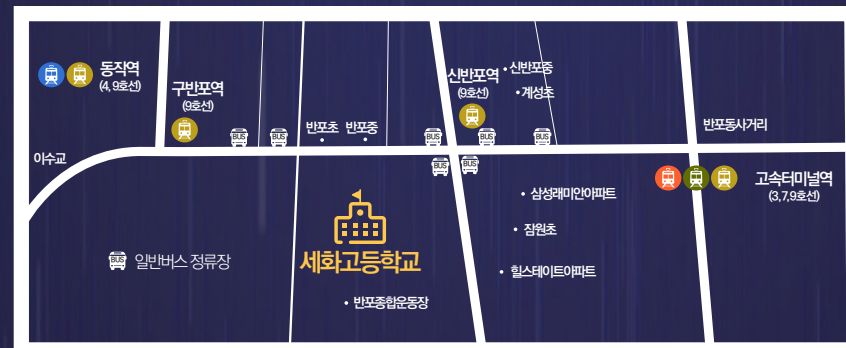 동작역
(4, 9호선)
구반포역
(9호선)
신반포역
(9호선)
신반포중
계성초
반포초
반포중
반포동사거리
이수교
BUS
BUS
BUS
BUS
BUS
BUS
BUS
고속터미널역
(3,7,9호선)
삼성래미안아파트
잠원초
힐스테이트아파트
세화고등학교
반포종합운동장
BUS 일반버스 정류장